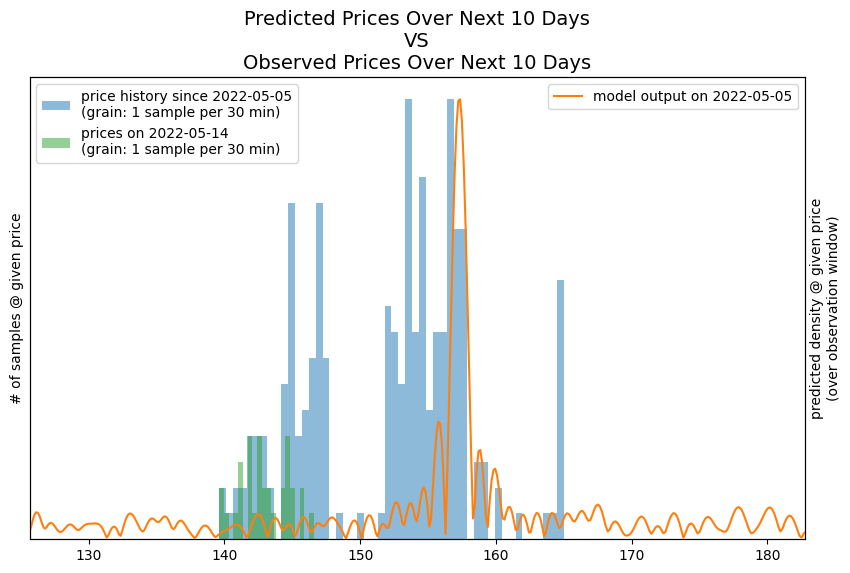 Predicted Prices Over Next 10 Days
VS
Observed Prices Over Next 10 Days
price history since 2022-05-05
(grain: 1 sample per 30 min)
prices on 2022-05-14
(grain: 1 sample per 30 min)
model output on 2022-05-05
# of samples @ given price
predicted density @ given price
(over observation window)
130 140 150 160 170 180